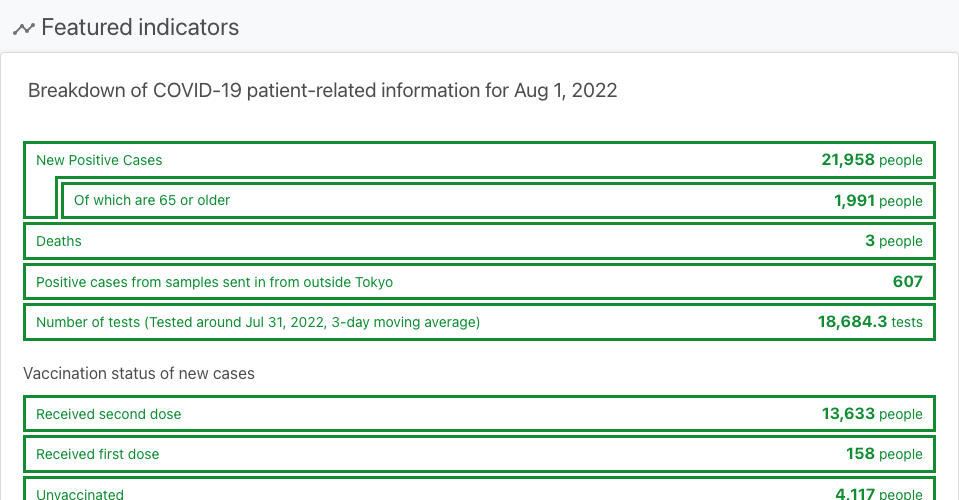 Featured indicators
Breakdown of COVID-19 patient-related information for Aug 1, 2022
New Positive Cases 21,958 people
Of which are 65 or older 1,991 people
Deaths 3 people
Positive cases from samples sent in from outside Tokyo 607
Number of tests (Tested around Jul 31, 2022, 3-day moving average) 18,684.3 tests
Vaccination status of new cases
Received second dose 13,633 people
Received first dose 158 people
Unvaccinated 4,117 people